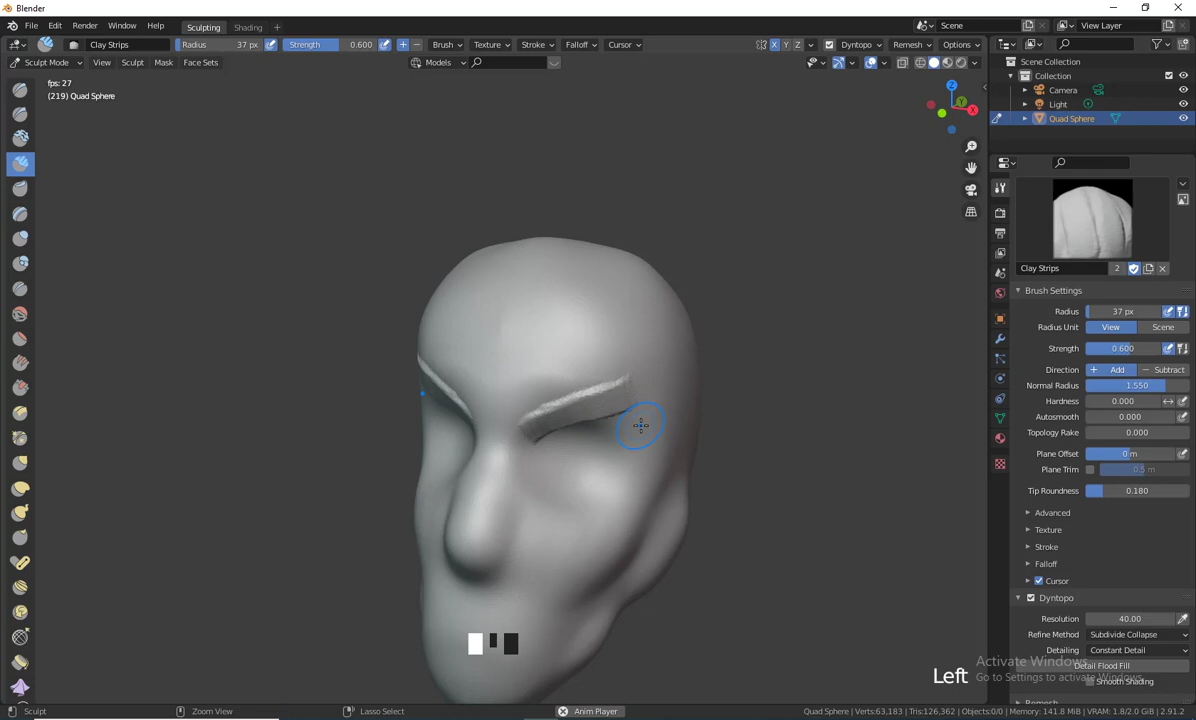 Blender
File Edit Render Window Help Sculpting Shading + Scene View Layer
Clay Strips Radius 37 px Strength 0.600 Brush Texture Stroke Falloff Cursor X Y Z Dyntopo Remesh Options
Sculpt Mode View Sculpt Mask Face Sets Models
fps: 27
(219) Quad Sphere
Z
Y
X
Scene Collection
Collection
Camera
Light
Quad Sphere
Clay Strips 2
Brush Settings
Radius 37 px
Radius Unit View Scene
Strength 0.600
Direction + Add − Subtract
Normal Radius 1.550
Hardness 0.000
Autosmooth 0.000
Topology Rake 0.000
Plane Offset 0 m
Plane Trim 0.5 m
Tip Roundness 0.180
Advanced
Texture
Stroke
Falloff
Cursor
Dyntopo
Resolution 40.00
Refine Method Subdivide Collapse
Detailing Constant Detail
Detail Flood Fill
Smooth Shading
Remesh
Left
Activate Windows
Go to Settings to activate Windows.
Sculpt Zoom View Lasso Select Anim Player Quad Sphere | Verts:63,183 | Tris:126,362 | Objects:0/0 | Memory: 141.8 MiB | VRAM: 1.8/2.0 GiB | 2.91.2